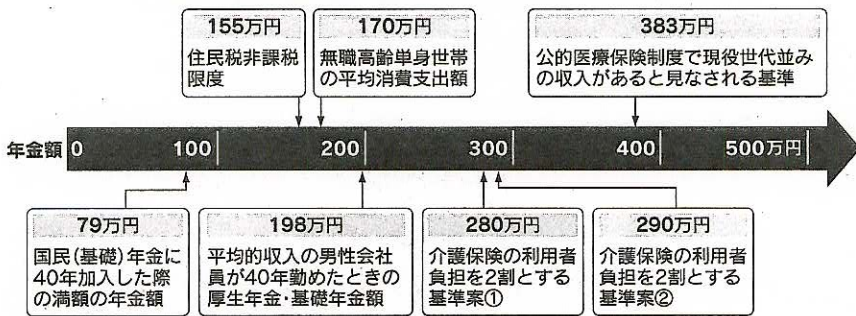 155万円
住民税非課税
限度
170万円
無職高齢単身世帯
の平均消費支出額
383万円
公的医療保険制度で現役世代並み
の収入があると見なされる基準
年金額 0 100 200 300 400 500万円
79万円
国民(基礎)年金に
40年加入した際
の満額の年金額
198万円
平均的収入の男性会社
員が40年勤めたときの
厚生年金・基礎年金額
280万円
介護保険の利用者
負担を2割とする
基準案①
290万円
介護保険の利用者
負担を2割とする
基準案②